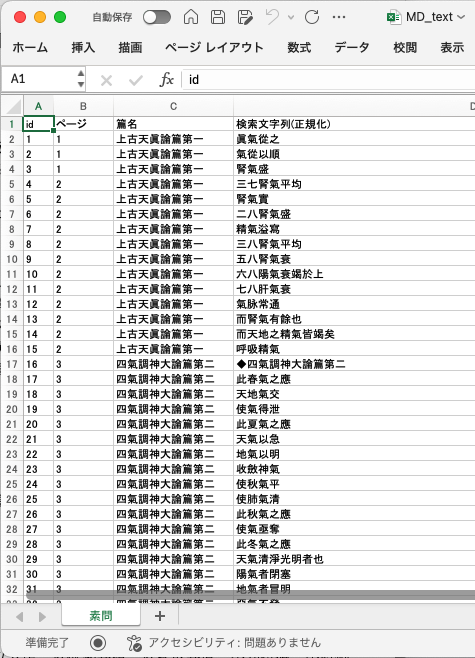 自動保存 MD_text
ホーム 挿入 描画 ページ レイアウト 数式 データ 校閲 表示
A1 fx id
A B C D
1 id ページ 篇名 検索文字列(正規化)
2 1 1 上古天眞論篇第一 眞氣從之
3 2 1 上古天眞論篇第一 氣從以順
4 3 1 上古天眞論篇第一 腎氣盛
5 4 2 上古天眞論篇第一 三七腎氣平均
6 5 2 上古天眞論篇第一 腎氣實
7 6 2 上古天眞論篇第一 二八腎氣盛
8 7 2 上古天眞論篇第一 精氣溢寫
9 8 2 上古天眞論篇第一 三八腎氣平均
10 9 2 上古天眞論篇第一 五八腎氣衰
11 10 2 上古天眞論篇第一 六八陽氣衰竭於上
12 11 2 上古天眞論篇第一 七八肝氣衰
13 12 2 上古天眞論篇第一 氣脉常通
14 13 2 上古天眞論篇第一 而腎氣有餘也
15 14 2 上古天眞論篇第一 而天地之精氣皆竭矣
16 15 2 上古天眞論篇第一 呼吸精氣
17 16 3 四氣調神大論篇第二 ◆四氣調神大論篇第二
18 17 3 四氣調神大論篇第二 此春氣之應
19 18 3 四氣調神大論篇第二 天地氣交
20 19 3 四氣調神大論篇第二 使氣得泄
21 20 3 四氣調神大論篇第二 此夏氣之應
22 21 3 四氣調神大論篇第二 天氣以急
23 22 3 四氣調神大論篇第二 地氣以明
24 23 3 四氣調神大論篇第二 收斂神氣
25 24 3 四氣調神大論篇第二 使秋氣平
26 25 3 四氣調神大論篇第二 使肺氣清
27 26 3 四氣調神大論篇第二 此秋氣之應
28 27 3 四氣調神大論篇第二 使氣亟奪
29 28 3 四氣調神大論篇第二 此冬氣之應
30 29 3 四氣調神大論篇第二 天氣清淨光明者也
31 30 3 四氣調神大論篇第二 陽氣者閉塞
32 31 3 四氣調神大論篇第二 地氣者冒明
素問
準備完了 アクセシビリティ: 問題ありません